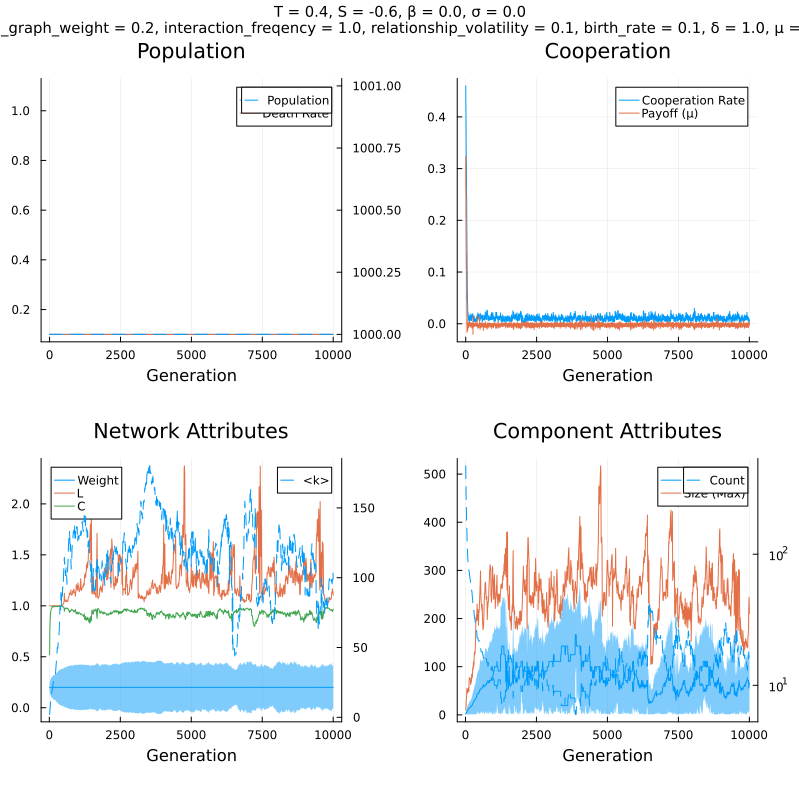 T = 0.4, S = -0.6, β = 0.0, σ = 0.0
_graph_weight = 0.2, interaction_freqency = 1.0, relationship_volatility = 0.1, birth_rate = 0.1, δ = 1.0, μ =
Population
Cooperation
1.0
0.8
0.6
0.4
0.2
1001.00
1000.75
1000.50
1000.25
1000.00
Population
Death Rate
0
2500
5000
7500
10000
Generation
0.4
0.3
0.2
0.1
0.0
Cooperation Rate
Payoff (μ)
0
2500
5000
7500
10000
Generation
Network Attributes
Component Attributes
2.0
1.5
1.0
0.5
0.0
Weight
L
C
<k>
150
100
50
0
0
2500
5000
7500
10000
Generation
500
400
300
200
100
0
Count
Size (Max)
10²
10¹
0
2500
5000
7500
10000
Generation